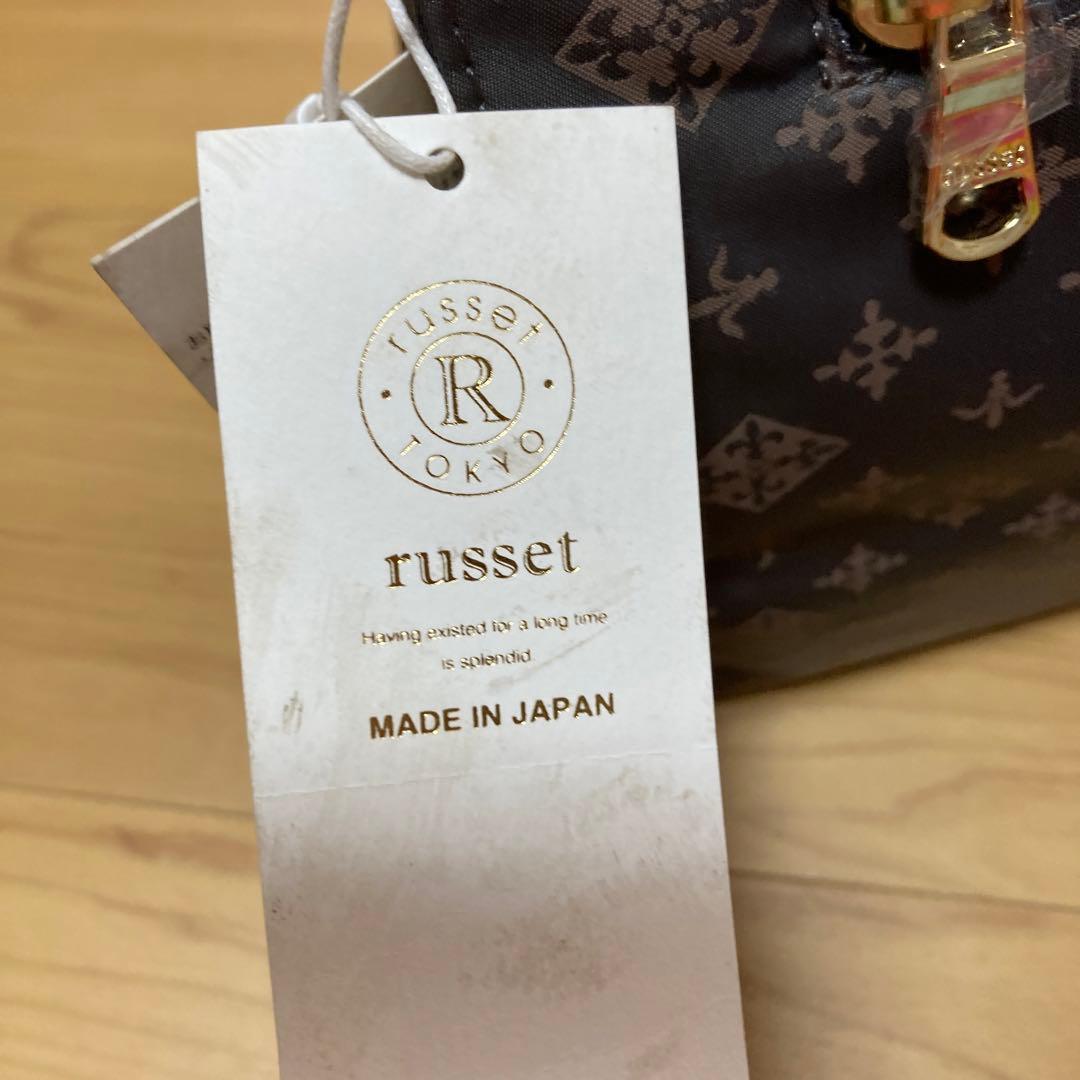 russet
R
TOKYO
russet
Having existed for a long time
is splendid.
MADE IN JAPAN
RUSSET